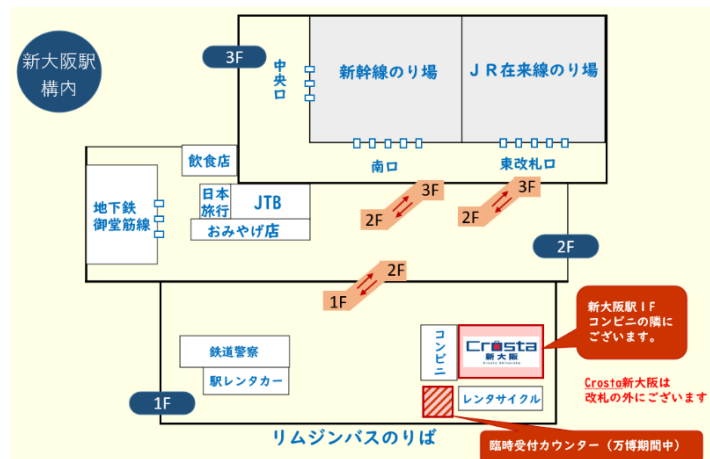 新大阪駅
構内
3F
中央口
新幹線のり場
JR在来線のり場
南口
東改札口
飲食店
日本
旅行
JTB
おみやげ店
地下鉄
御堂筋線
3F
2F
3F
2F
2F
2F
1F
新大阪駅1F
コンビニの隣に
ございます。
コンビニ
Crosta
新大阪
Crosta Shinosaka
鉄道警察
駅レンタカー
Crosta新大阪は
改札の外にございます
1F
レンタサイクル
リムジンバスのりば
臨時受付カウンター（万博期間中）